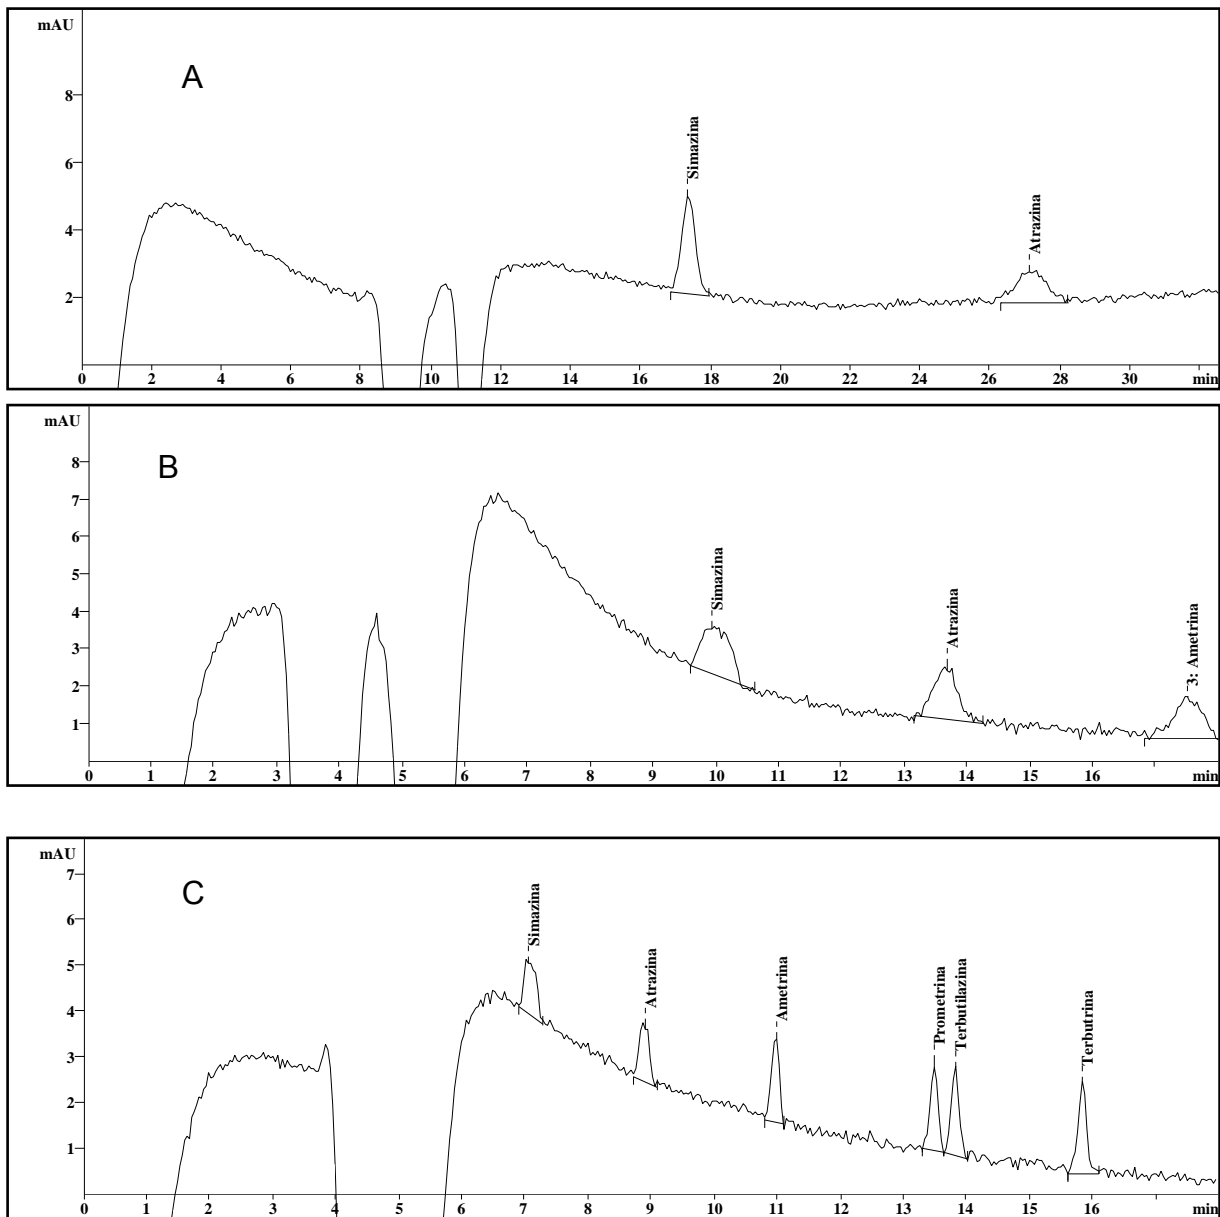 mAU
A
8
6
4
2
Simazina
Atrazina
0 2 4 6 8 10 12 14 16 18 20 22 24 26 28 30 min
mAU
B
8
7
6
5
4
3
2
1
Simazina
Atrazina
3: Ametrina
0 1 2 3 4 5 6 7 8 9 10 11 12 13 14 15 16 min
mAU
C
7
6
5
4
3
2
1
Simazina
Atrazina
Ametrina
Prometrina
Terbutilazina
Terbutrina
0 1 2 3 4 5 6 7 8 9 10 11 12 13 14 15 16 min